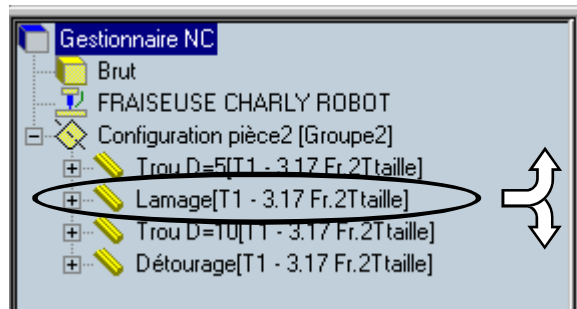 Gestionnaire NC
Brut
FRAISEUSE CHARLY ROBOT
Configuration pièce2 [Groupe2]
Trou D=5[T1 - 3.17 Fr.2Ttaille]
Lamage[T1 - 3.17 Fr.2Ttaille]
Trou D=10[T1 - 3.17 Fr.2Ttaille]
Détourage[T1 - 3.17 Fr.2Ttaille]